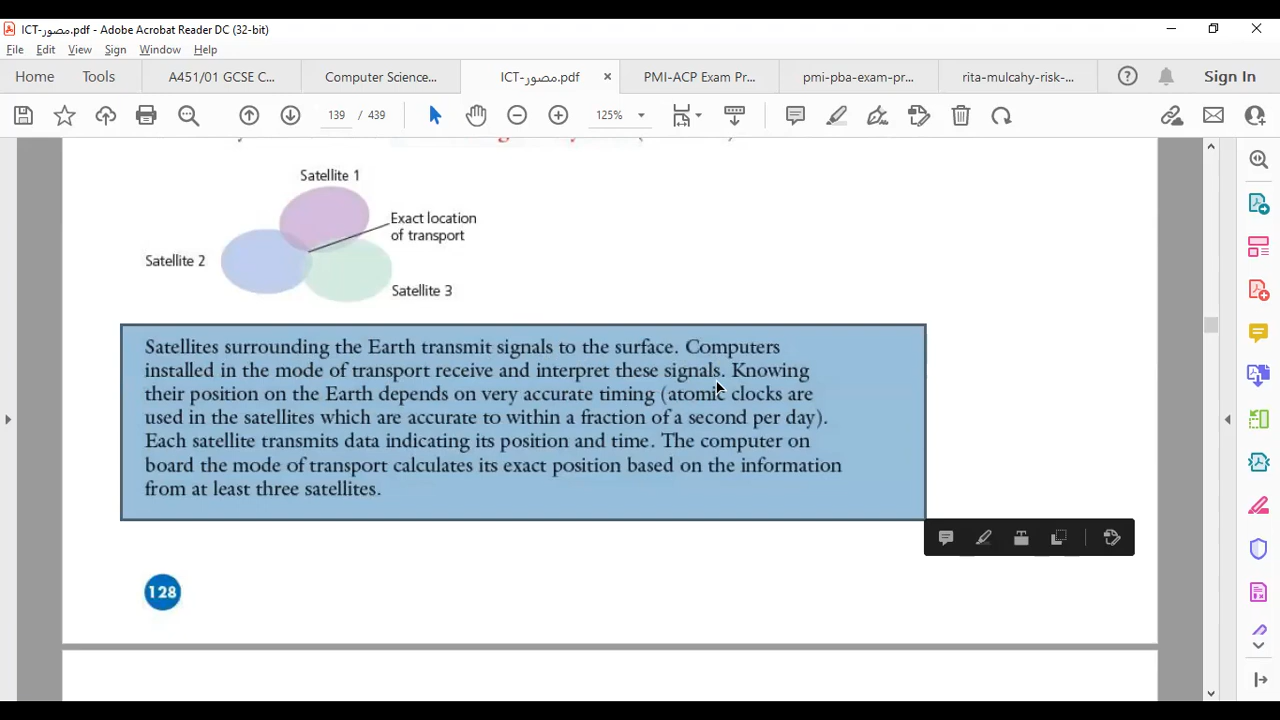 ICT-مصور.pdf - Adobe Acrobat Reader DC (32-bit)
File Edit View Sign Window Help
Home Tools A451/01 GCSE C... Computer Science... ICT-مصور.pdf × PMI-ACP Exam Pr... pmi-pba-exam-pr... rita-mulcahy-risk-... Sign In
139 / 439 125%
Satellite 1
Exact location
of transport
Satellite 2
Satellite 3
Satellites surrounding the Earth transmit signals to the surface. Computers
installed in the mode of transport receive and interpret these signals. Knowing
their position on the Earth depends on very accurate timing (atomic clocks are
used in the satellites which are accurate to within a fraction of a second per day).
Each satellite transmits data indicating its position and time. The computer on
board the mode of transport calculates its exact position based on the information
from at least three satellites.
128